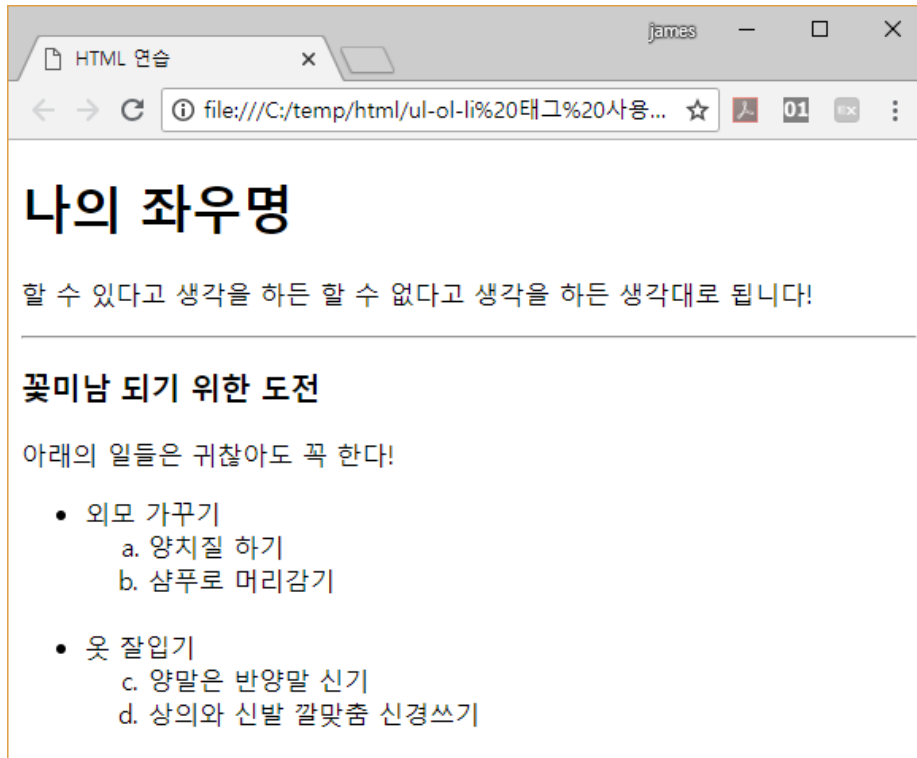 james
HTML 연습
file:///C:/temp/html/ul-ol-li%20태그%20사용...
01
EX
나의 좌우명
할 수 있다고 생각을 하든 할 수 없다고 생각을 하든 생각대로 됩니다!
꽃미남 되기 위한 도전
아래의 일들은 귀찮아도 꼭 한다!
• 외모 가꾸기
a. 양치질 하기
b. 샴푸로 머리감기
• 옷 잘입기
c. 양말은 반양말 신기
d. 상의와 신발 깔맞춤 신경쓰기